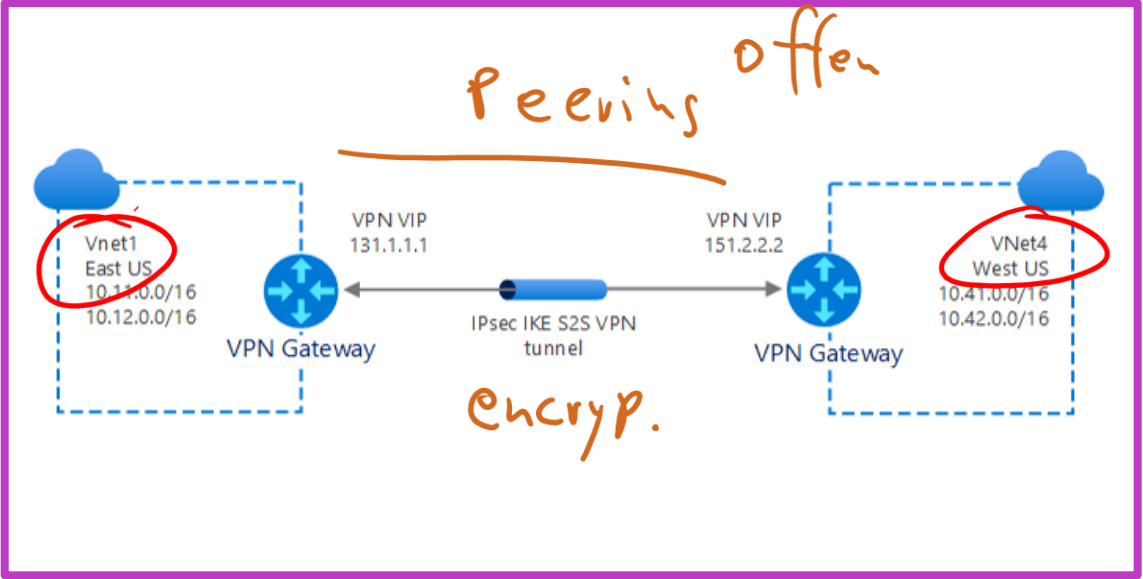 offen
Peering
Vnet1
East US
10.11.0.0/16
10.12.0.0/16
VPN VIP
131.1.1.1
VPN Gateway
IPsec IKE S2S VPN
tunnel
encryp.
VPN VIP
151.2.2.2
VPN Gateway
VNet4
West US
10.41.0.0/16
10.42.0.0/16